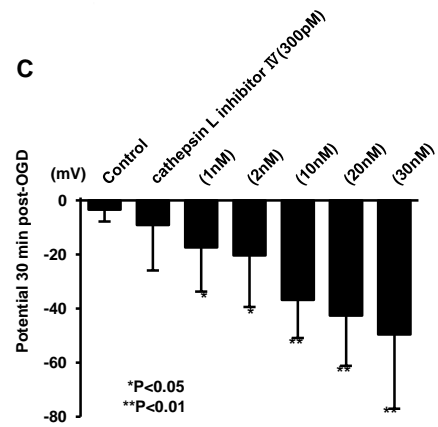 C
Control
cathepsin L inhibitor Ⅳ(300pM)
(1nM)
(2nM)
(10nM)
(20nM)
(30nM)
(mV)
Potential 30 min post-OGD
0
-20
-40
-60
-80
*
*
**
**
**
*P<0.05
**P<0.01